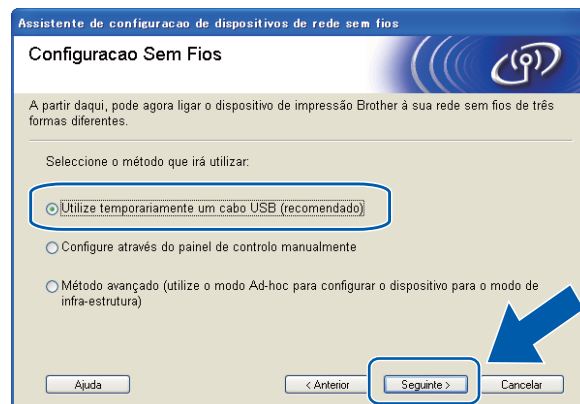 Assistente de configuracao de dispositivos de rede sem fios
Configuracao Sem Fios
A partir daqui, pode agora ligar o dispositivo de impressão Brother à sua rede sem fios de três
formas diferentes.
Seleccione o método que irá utilizar:
Utilize temporariamente um cabo USB (recomendado)
Configure através do painel de controlo manualmente
Método avançado (utilize o modo Ad-hoc para configurar o dispositivo para o modo de
infra-estrutura)
Ajuda
< Anterior
Seguinte >
Cancelar